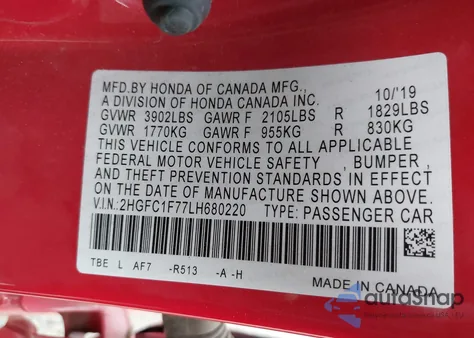 MFD.BY HONDA OF CANADA MFG.,
A DIVISION OF HONDA CANADA INC. 10/'19
GVWR 3902LBS GAWR F 2105LBS R 1829LBS
GVWR 1770KG GAWR F 955KG R 830KG
THIS VEHICLE CONFORMS TO ALL APPLICABLE
FEDERAL MOTOR VEHICLE SAFETY , BUMPER ,
AND THEFT PREVENTION STANDARDS IN EFFECT
ON THE DATE OF MANUFACTURE SHOWN ABOVE.
V.I.N.: 2HGFC1F77LH680220 TYPE: PASSENGER CAR
TBE L AF7 -R513 -A -H
MADE IN CANADA
autoSnap